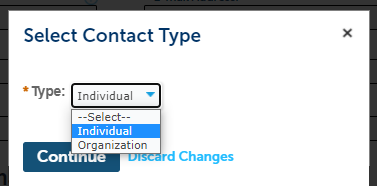 Select Contact Type ×
* Type: Individual
--Select--
Individual
Organization
Continue Discard Changes